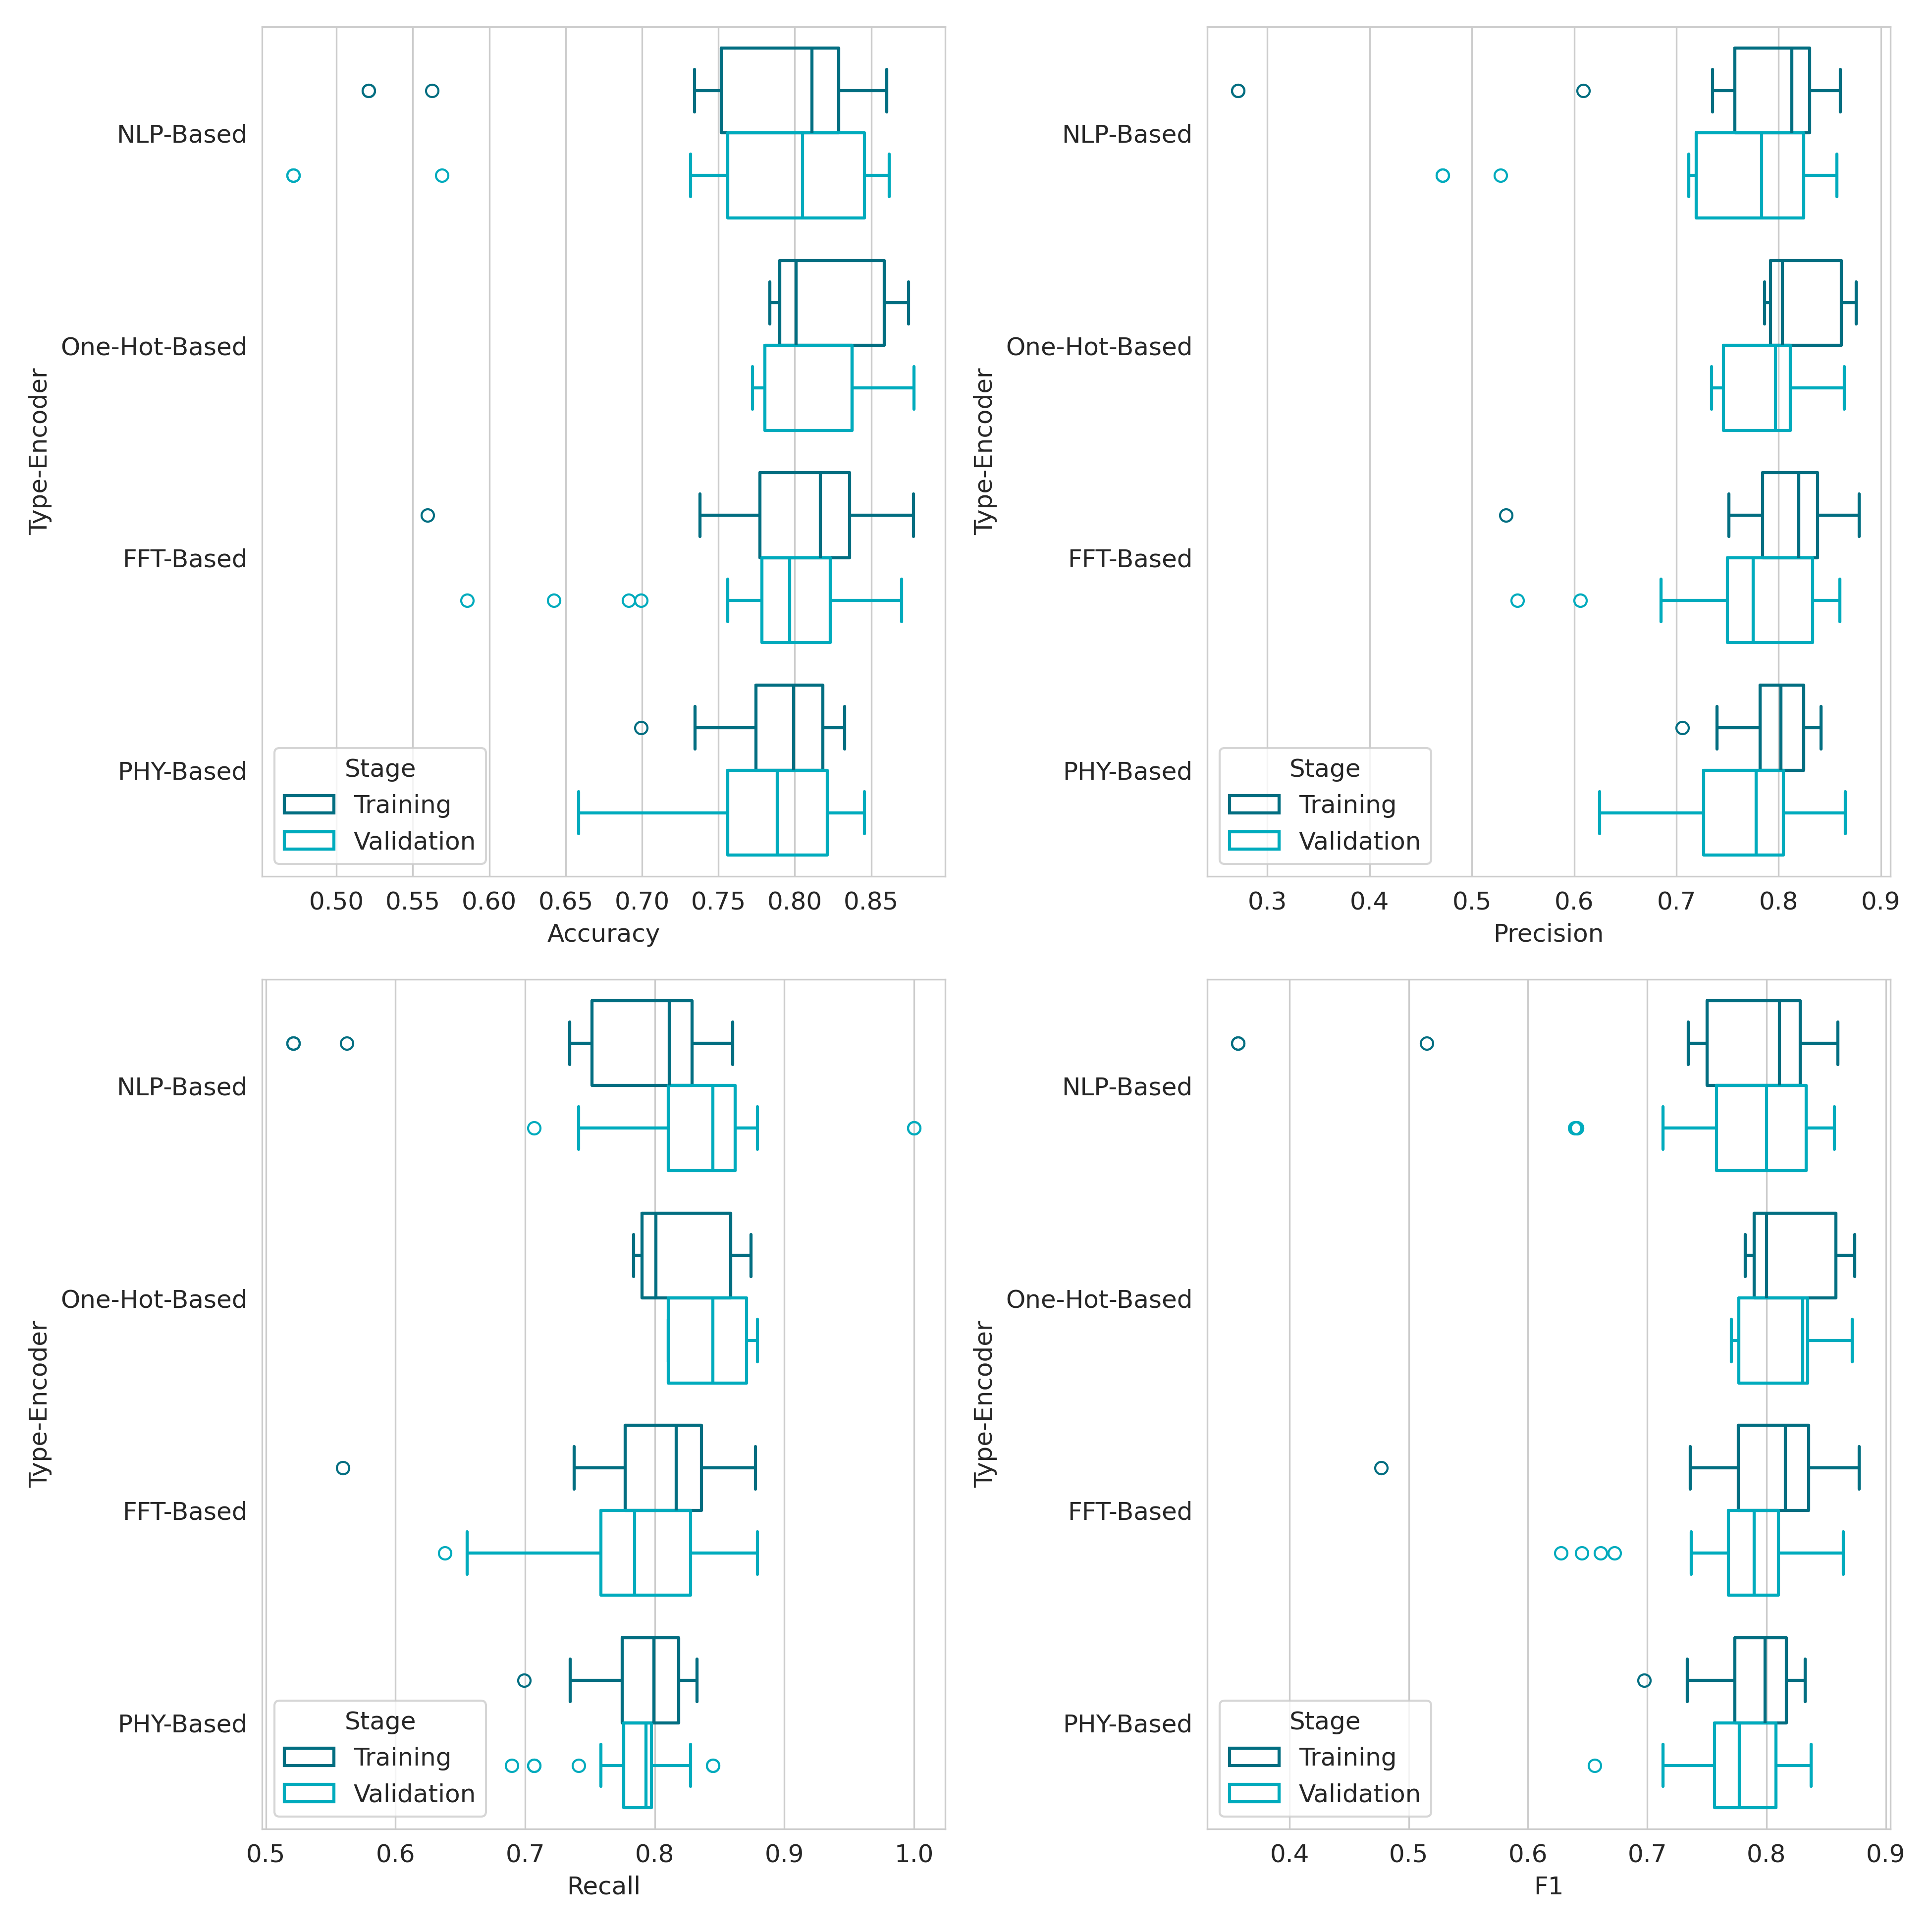 Type-Encoder
NLP-Based
One-Hot-Based
FFT-Based
PHY-Based
Stage
Training
Validation
0.50 0.55 0.60 0.65 0.70 0.75 0.80 0.85
Accuracy
Type-Encoder
NLP-Based
One-Hot-Based
FFT-Based
PHY-Based
Stage
Training
Validation
0.3 0.4 0.5 0.6 0.7 0.8 0.9
Precision
Type-Encoder
NLP-Based
One-Hot-Based
FFT-Based
PHY-Based
Stage
Training
Validation
0.5 0.6 0.7 0.8 0.9 1.0
Recall
Type-Encoder
NLP-Based
One-Hot-Based
FFT-Based
PHY-Based
Stage
Training
Validation
0.4 0.5 0.6 0.7 0.8 0.9
F1